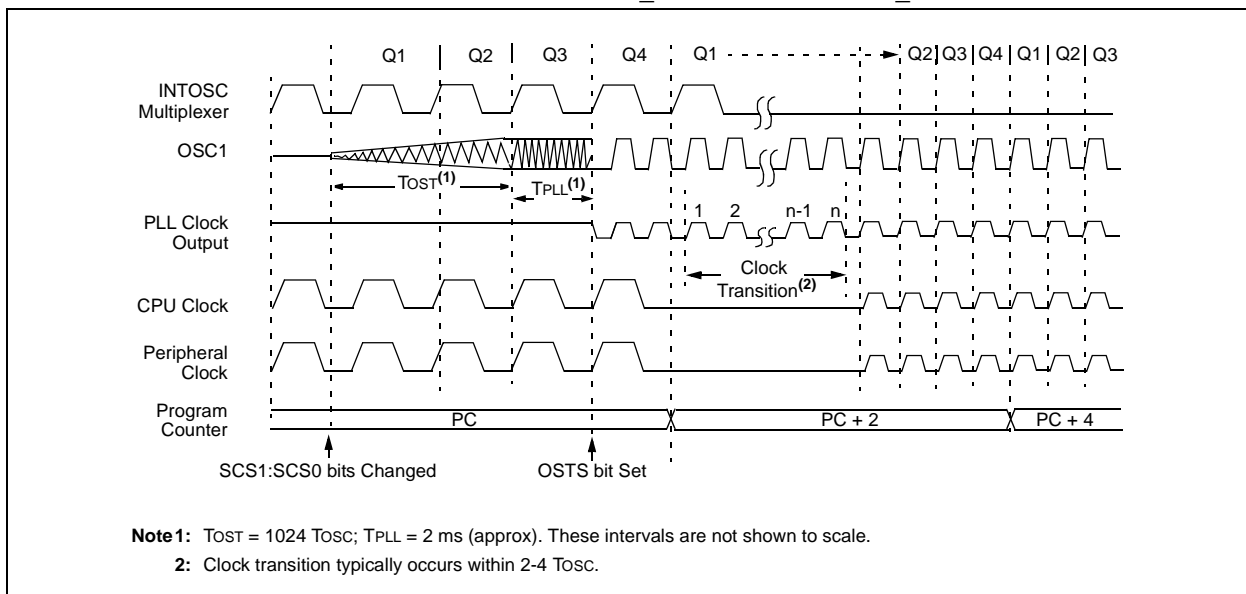 Q1 Q2 Q3 Q4 Q1 Q2 Q3 Q4 Q1 Q2 Q3
INTOSC
Multiplexer
OSC1
TOST(1) TPLL(1)
1 2 n-1 n
PLL Clock
Output
Clock
Transition(2)
CPU Clock
Peripheral
Clock
Program
Counter
PC PC + 2 PC + 4
SCS1:SCS0 bits Changed OSTS bit Set
Note1: TOST = 1024 TOSC; TPLL = 2 ms (approx). These intervals are not shown to scale.
2: Clock transition typically occurs within 2-4 TOSC.